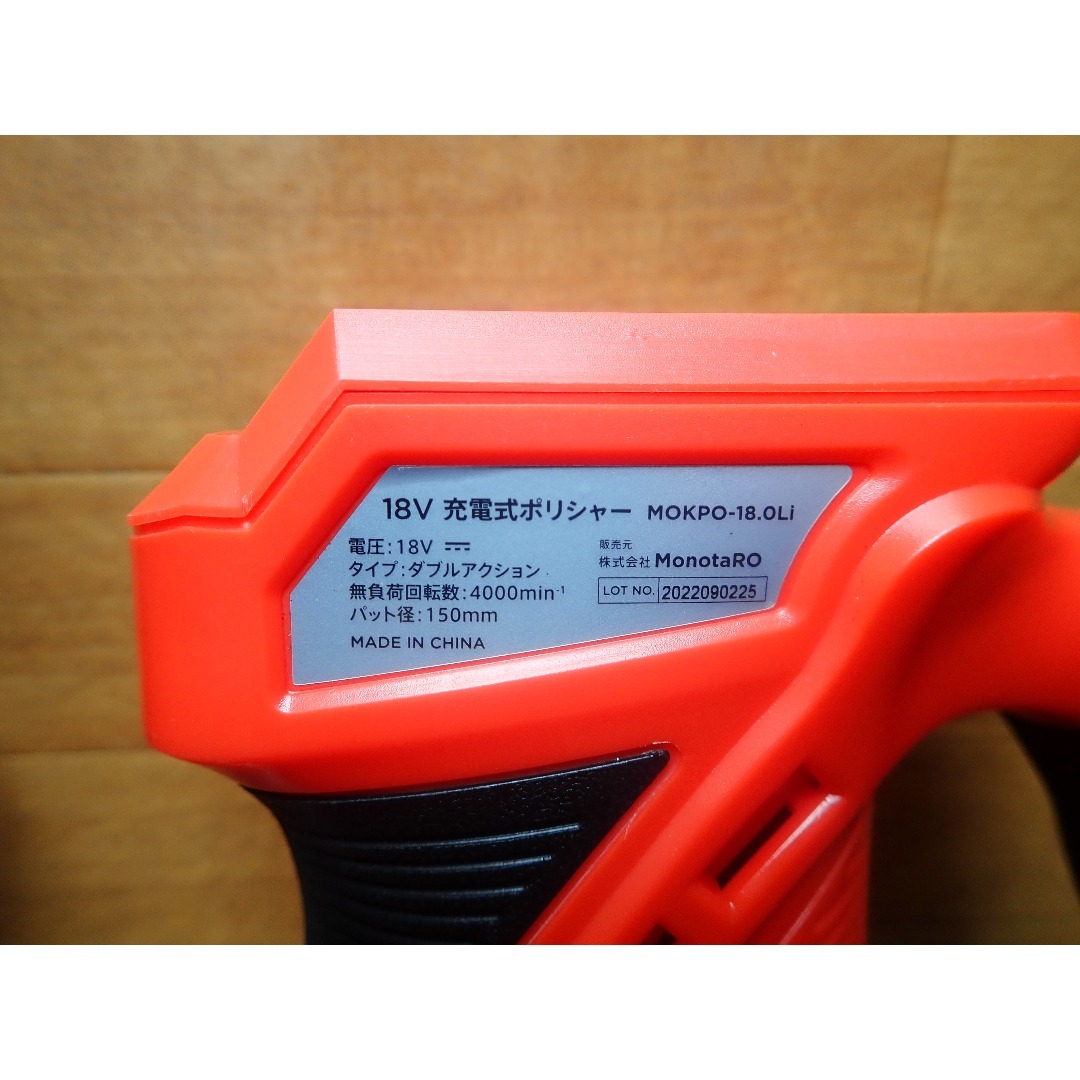 18V 充電式ポリシャー MOKPO-18.0Li
電圧:18V ⎓
タイプ:ダブルアクション
無負荷回転数:4000min⁻¹
パット径:150mm
MADE IN CHINA
販売元
株式会社 MonotaRO
LOT NO. 2022090225